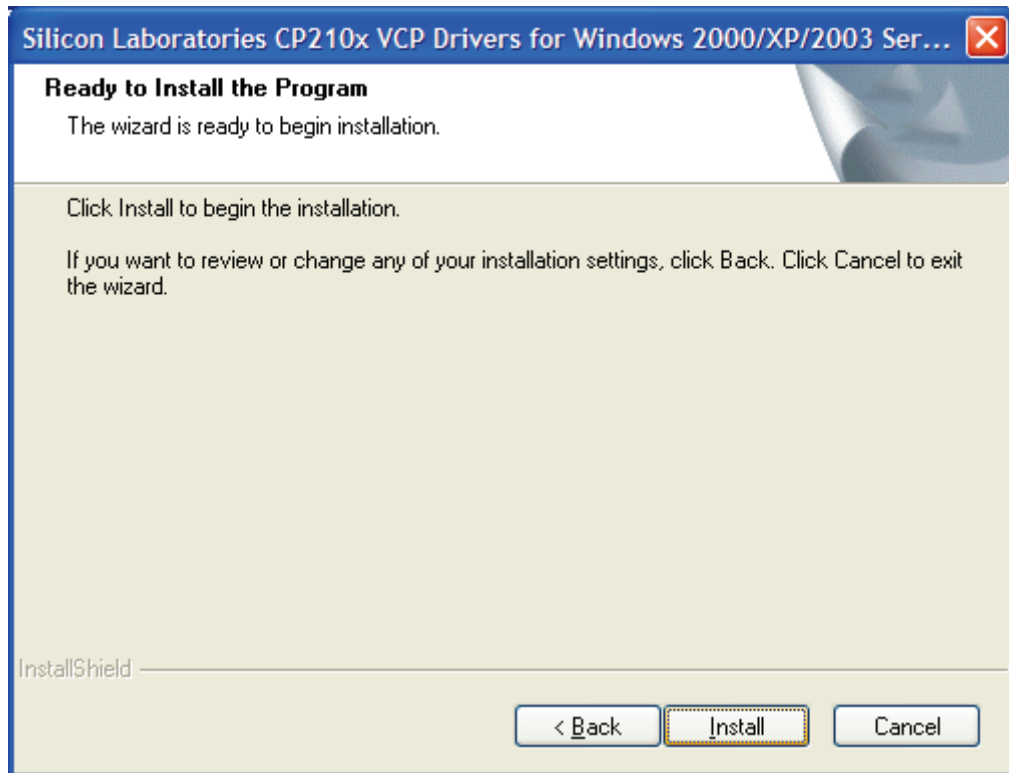 Silicon Laboratories CP210x VCP Drivers for Windows 2000/XP/2003 Ser...
Ready to Install the Program
The wizard is ready to begin installation.
Click Install to begin the installation.
If you want to review or change any of your installation settings, click Back. Click Cancel to exit
the wizard.
InstallShield
< Back Install Cancel